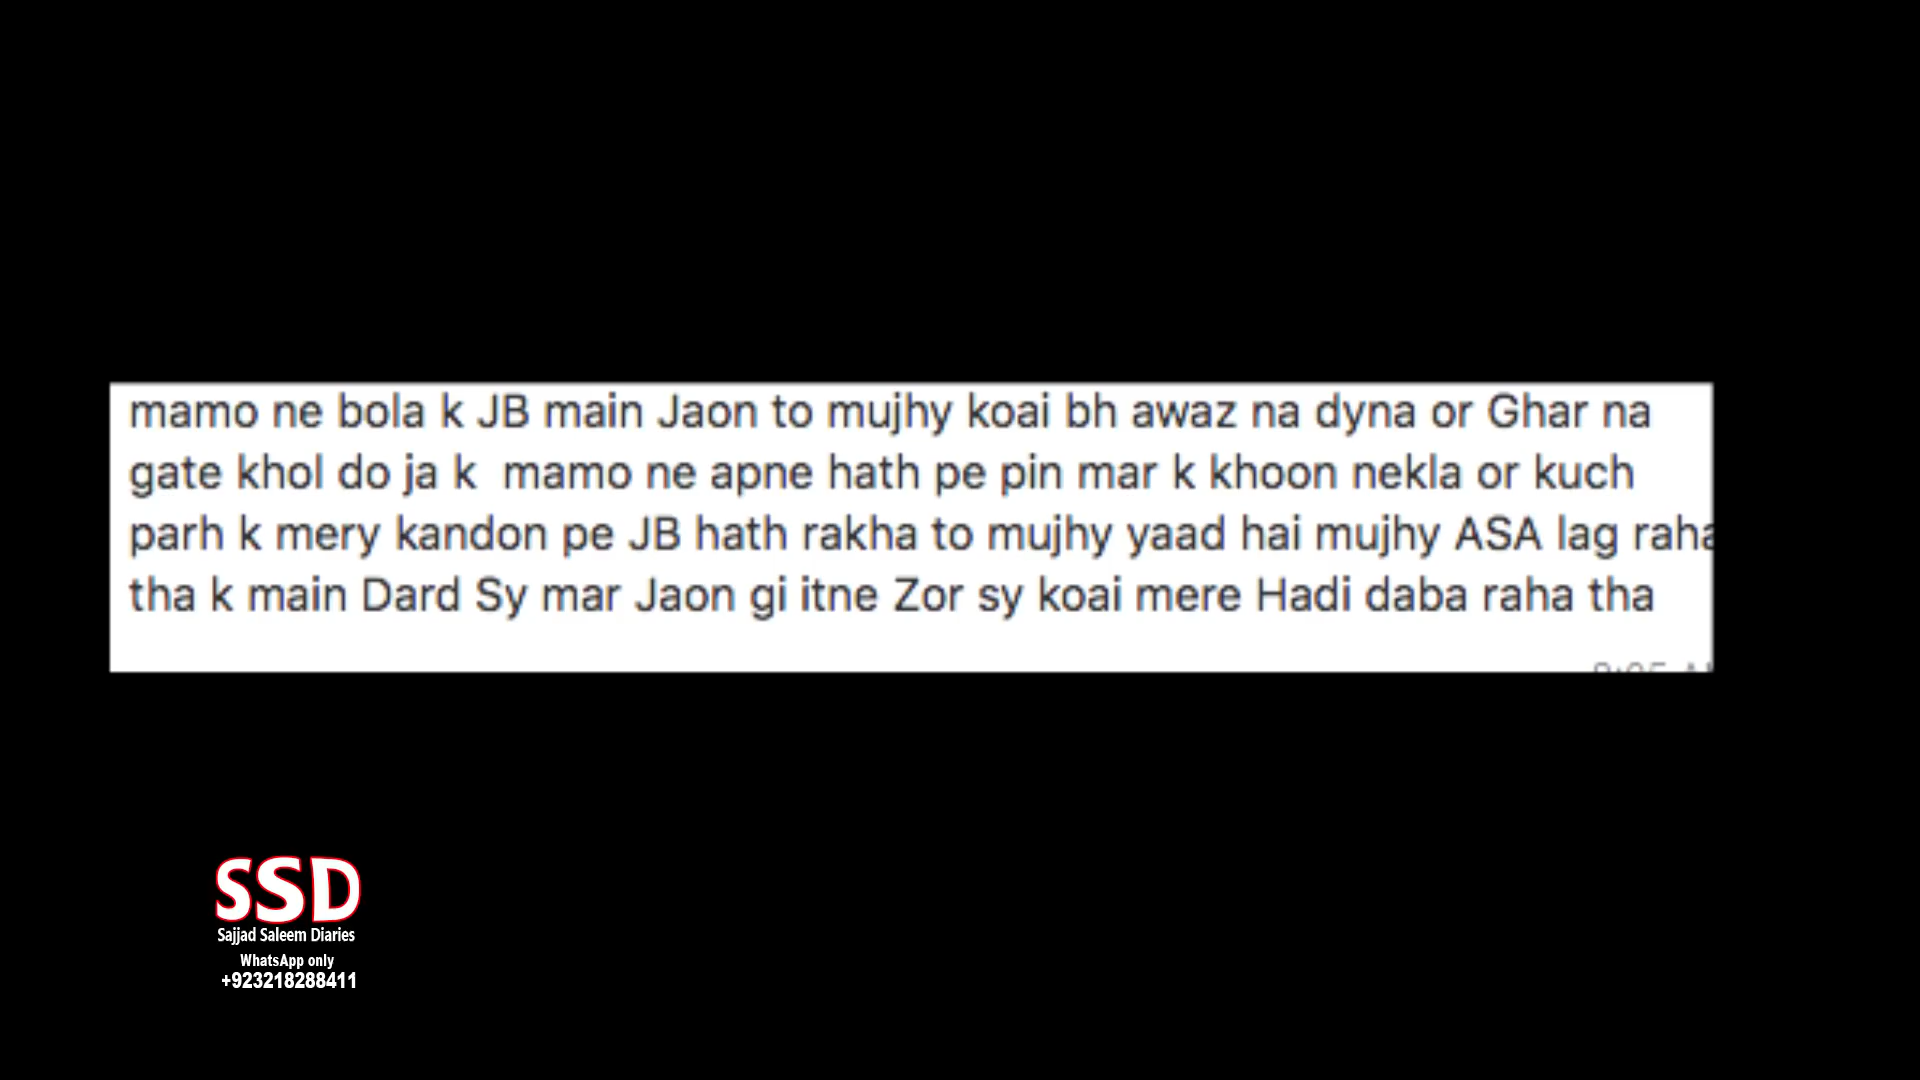 mamo ne bola k JB main Jaon to mujhy koai bh awaz na dyna or Ghar na
gate khol do ja k  mamo ne apne hath pe pin mar k khoon nekla or kuch
parh k mery kandon pe JB hath rakha to mujhy yaad hai mujhy ASA lag raha
tha k main Dard Sy mar Jaon gi itne Zor sy koai mere Hadi daba raha tha
SSD
Sajjad Saleem Diaries
WhatsApp only
+923218288411